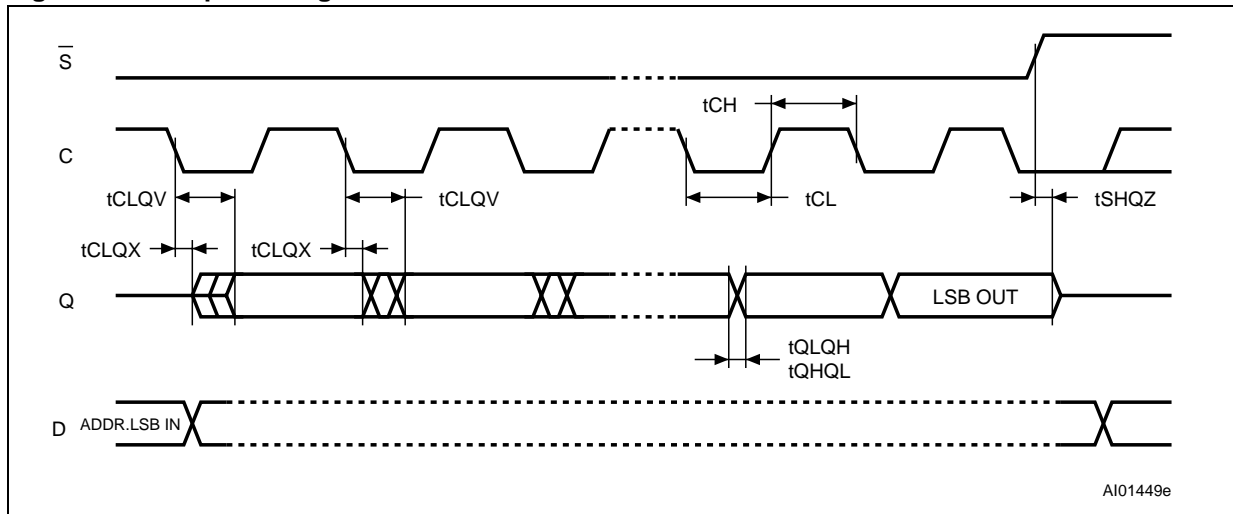 S
tCH
C
tCLQV
tCLQV
tCL
tSHQZ
tCLQX
tCLQX
Q
LSB OUT
tQLQH
tQHQL
D
ADDR.LSB IN
AI01449e